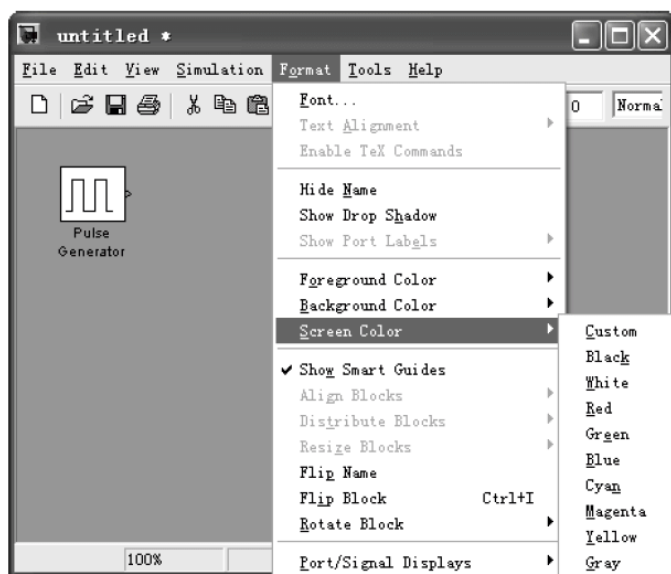 untitled *
File Edit View Simulation Format Tools Help
0 Normal
Font...
Text Alignment
Enable TeX Commands
Hide Name
Show Drop Shadow
Show Port Labels
Foreground Color
Background Color
Screen Color
Show Smart Guides
Align Blocks
Distribute Blocks
Resize Blocks
Flip Name
Flip Block Ctrl+I
Rotate Block
Port/Signal Displays
Custom
Black
White
Red
Green
Blue
Cyan
Magenta
Yellow
Gray
Pulse
Generator
100%